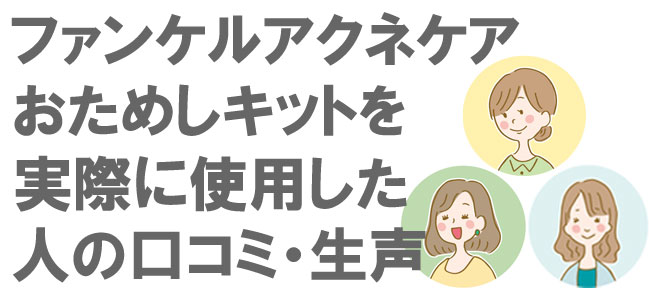 ファンケルアクネケア
おためしキットを
実際に使用した
人の口コミ・生声